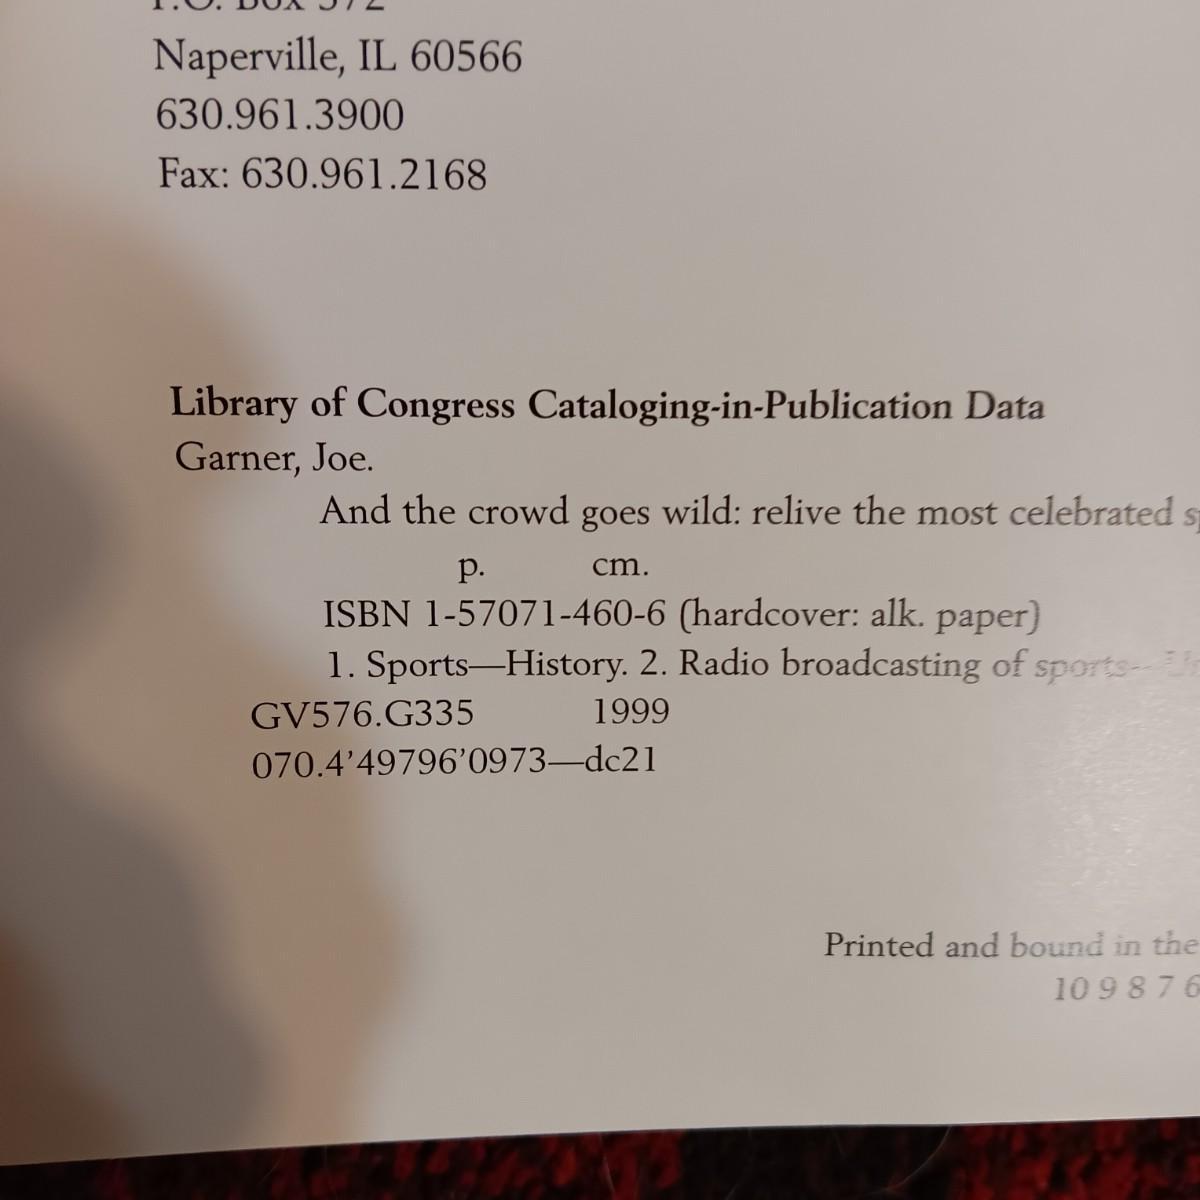 P.O. Box 372
Naperville, IL 60566
630.961.3900
Fax: 630.961.2168
Library of Congress Cataloging-in-Publication Data
Garner, Joe.
And the crowd goes wild: relive the most celebrated
p. cm.
ISBN 1-57071-460-6 (hardcover: alk. paper)
1. Sports—History. 2. Radio broadcasting of sports—
GV576.G335 1999
070.4’49796’0973—dc21
Printed and bound in the
10 9 8 7 6